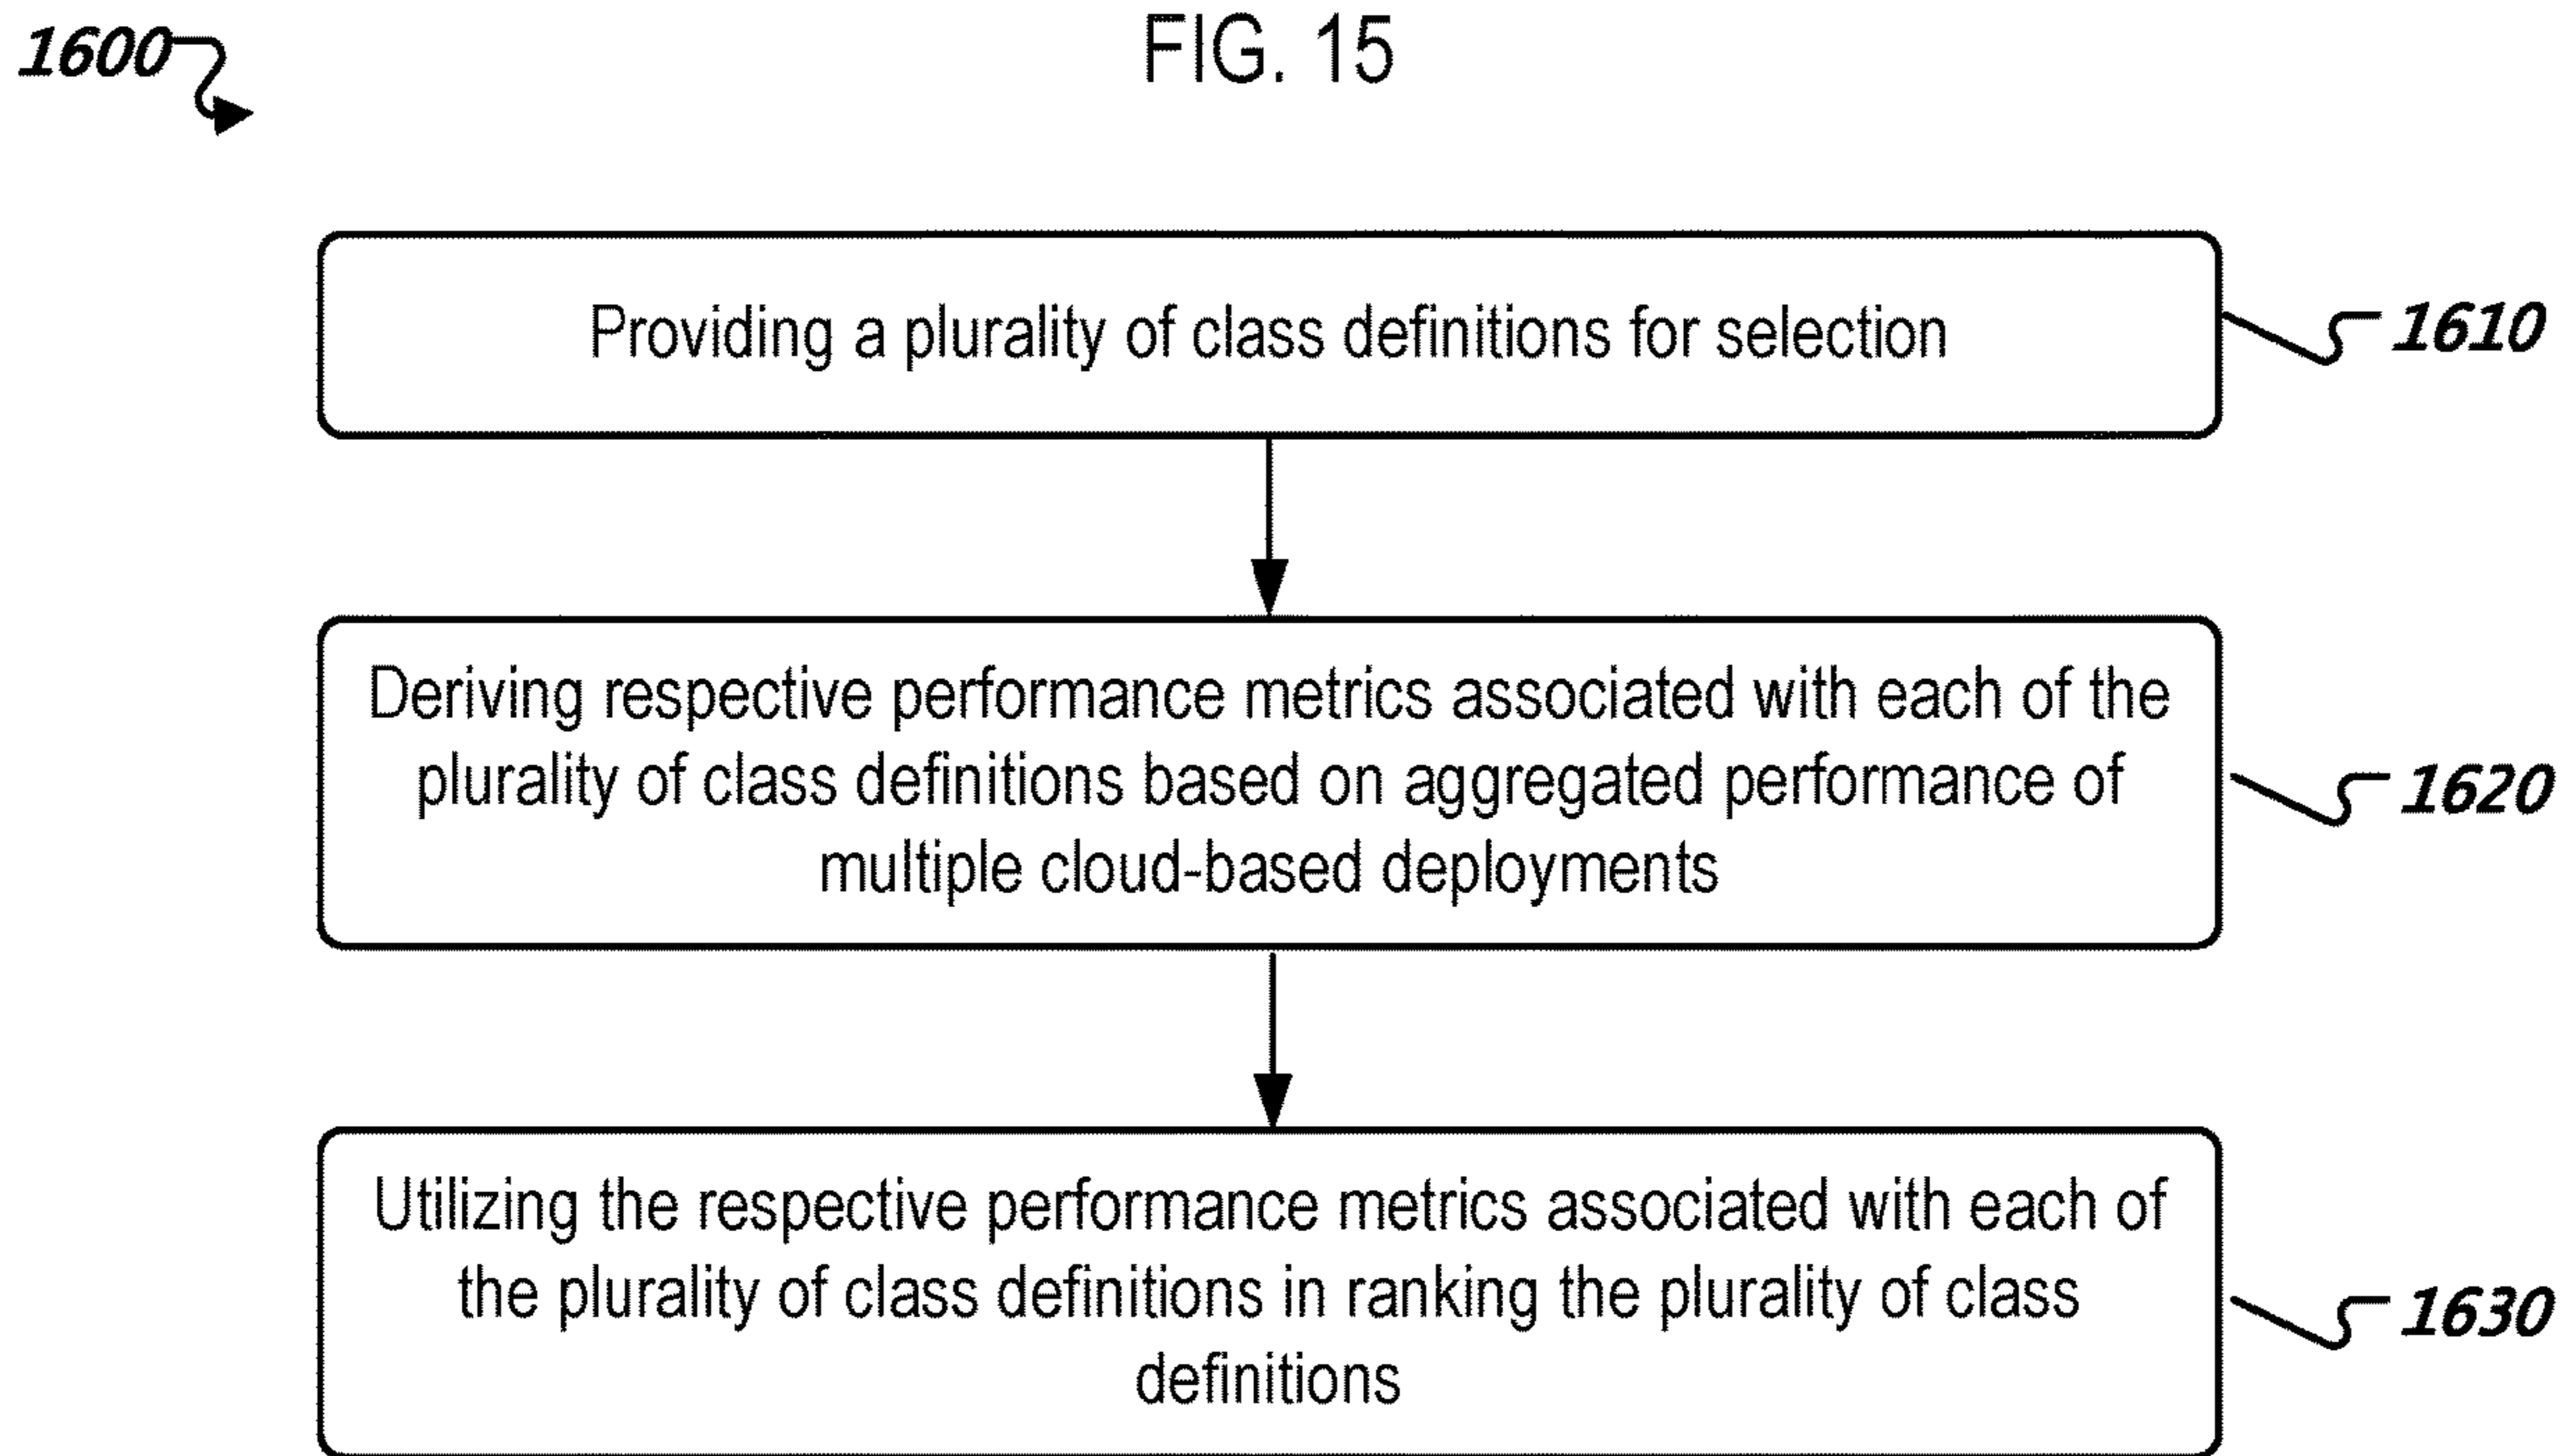 FIG. 15
1600
Providing a plurality of class definitions for selection
1610
Deriving respective performance metrics associated with each of the
plurality of class definitions based on aggregated performance of
multiple cloud-based deployments
1620
Utilizing the respective performance metrics associated with each of
the plurality of class definitions in ranking the plurality of class
definitions
1630